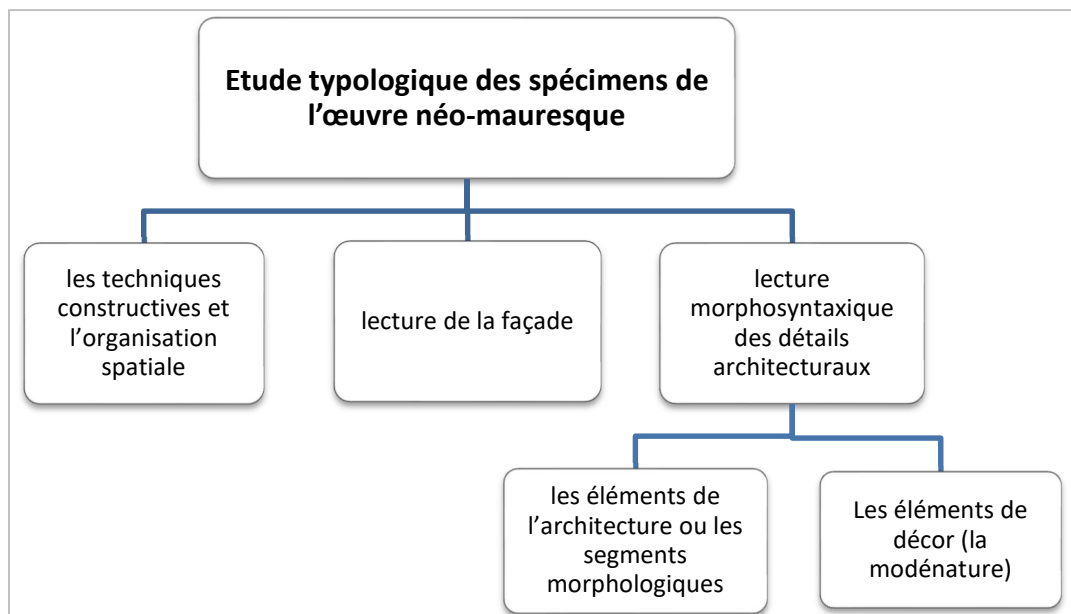 Etude typologique des spécimens de
l’œuvre néo-mauresque
les techniques
constructives et
l’organisation
spatiale
lecture de la façade
lecture
morphosyntaxique
des détails
architecturaux
les éléments de
l’architecture ou les
segments
morphologiques
Les éléments de
décor (la
modénature)